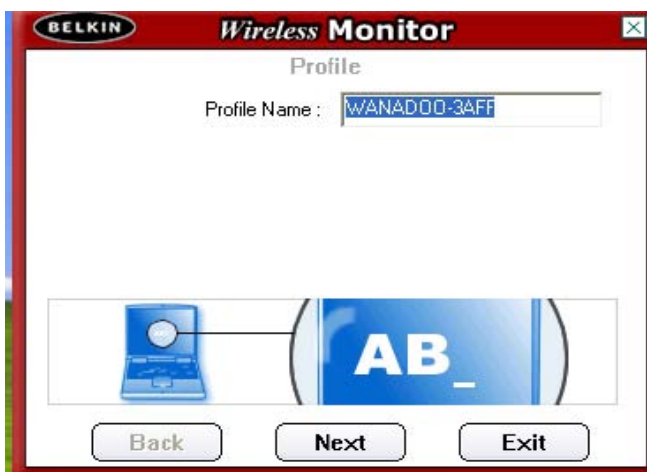 BELKIN Wireless Monitor
Profile
Profile Name : WANADOO-3AFF
AB_
Back Next Exit